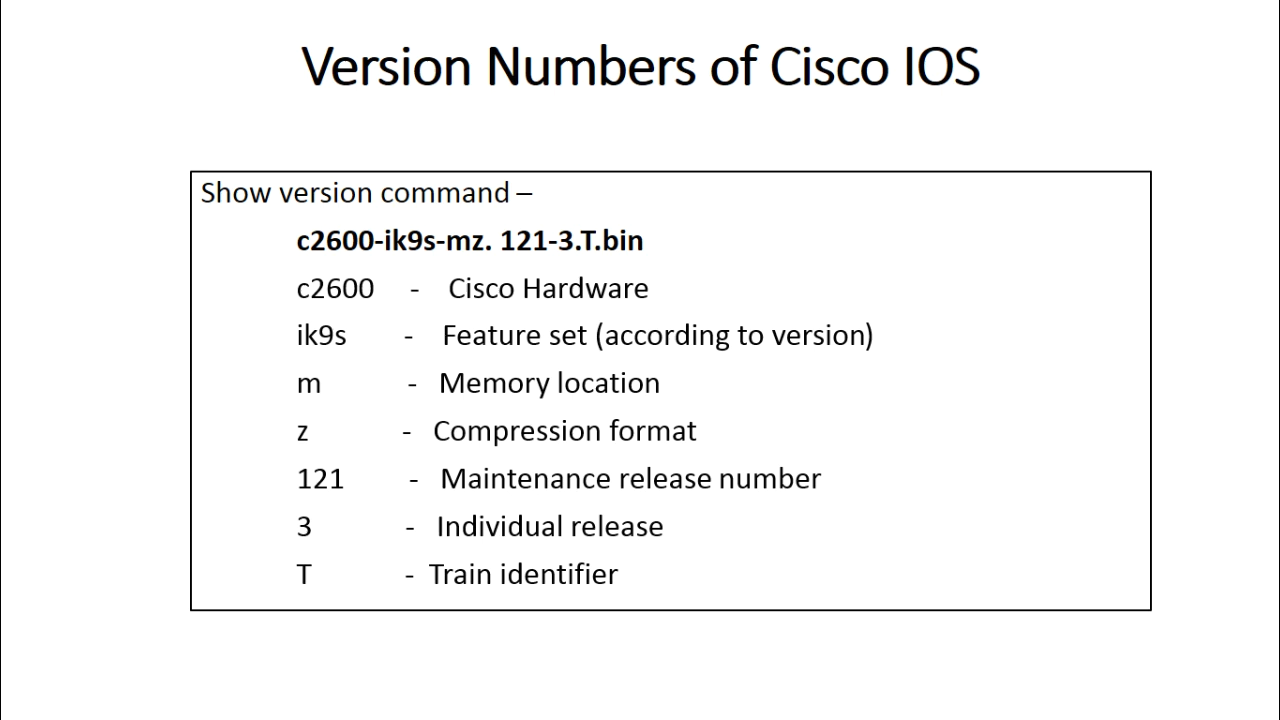 Version Numbers of Cisco IOS
Show version command –
c2600-ik9s-mz. 121-3.T.bin
c2600 - Cisco Hardware
ik9s - Feature set (according to version)
m - Memory location
z - Compression format
121 - Maintenance release number
3 - Individual release
T - Train identifier